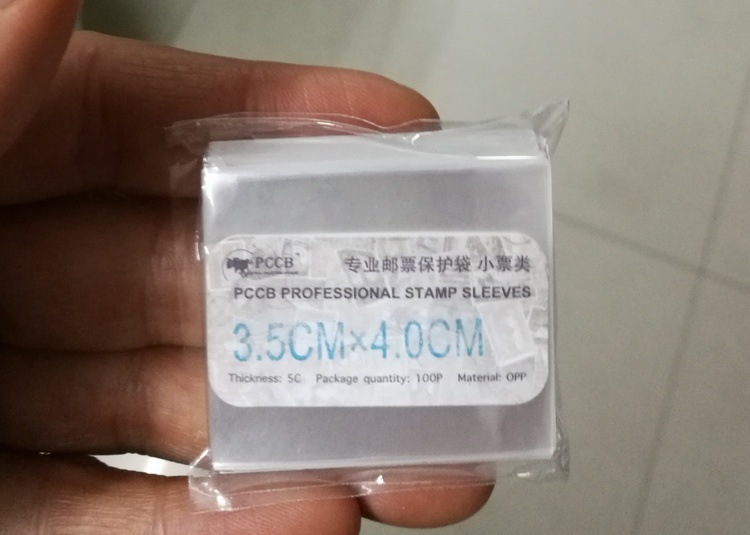 PCCB
专业邮票保护袋 小票类
PCCB PROFESSIONAL STAMP SLEEVES
3.5CM×4.0CM
Thickness: 5C Package quantity: 100P Material: OPP